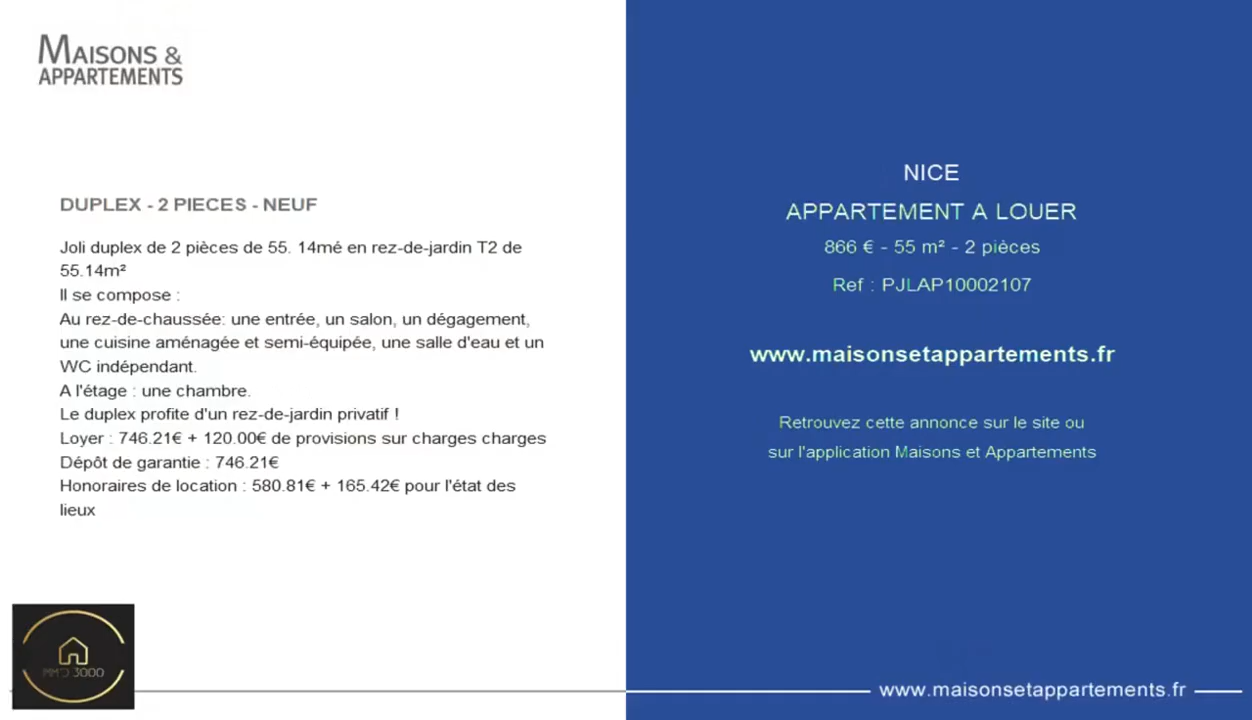 MAISONS &
APPARTEMENTS
DUPLEX - 2 PIECES - NEUF
Joli duplex de 2 pièces de 55. 14mé en rez-de-jardin T2 de
55.14m²
Il se compose :
Au rez-de-chaussée: une entrée, un salon, un dégagement,
une cuisine aménagée et semi-équipée, une salle d'eau et un
WC indépendant.
A l'étage : une chambre.
Le duplex profite d'un rez-de-jardin privatif !
Loyer : 746.21€ + 120.00€ de provisions sur charges charges
Dépôt de garantie : 746.21€
Honoraires de location : 580.81€ + 165.42€ pour l'état des
lieux
3000
NICE
APPARTEMENT A LOUER
866 € - 55 m² - 2 pièces
Ref : PJLAP10002107
www.maisonsetappartements.fr
Retrouvez cette annonce sur le site ou
sur l'application Maisons et Appartements
www.maisonsetappartements.fr